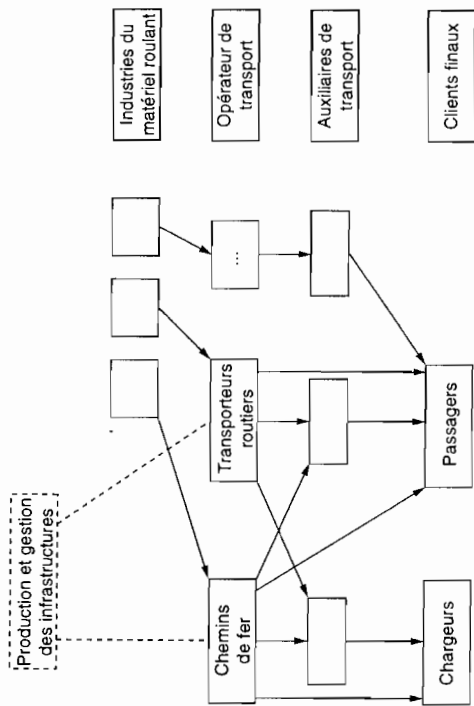 Production et gestion
des infrastructures
Industries du
matériel roulant
Chemins
de fer
Transporteurs
routiers
...
Opérateur de
transport
Auxiliaires de
transport
Chargeurs
Passagers
Clients finaux